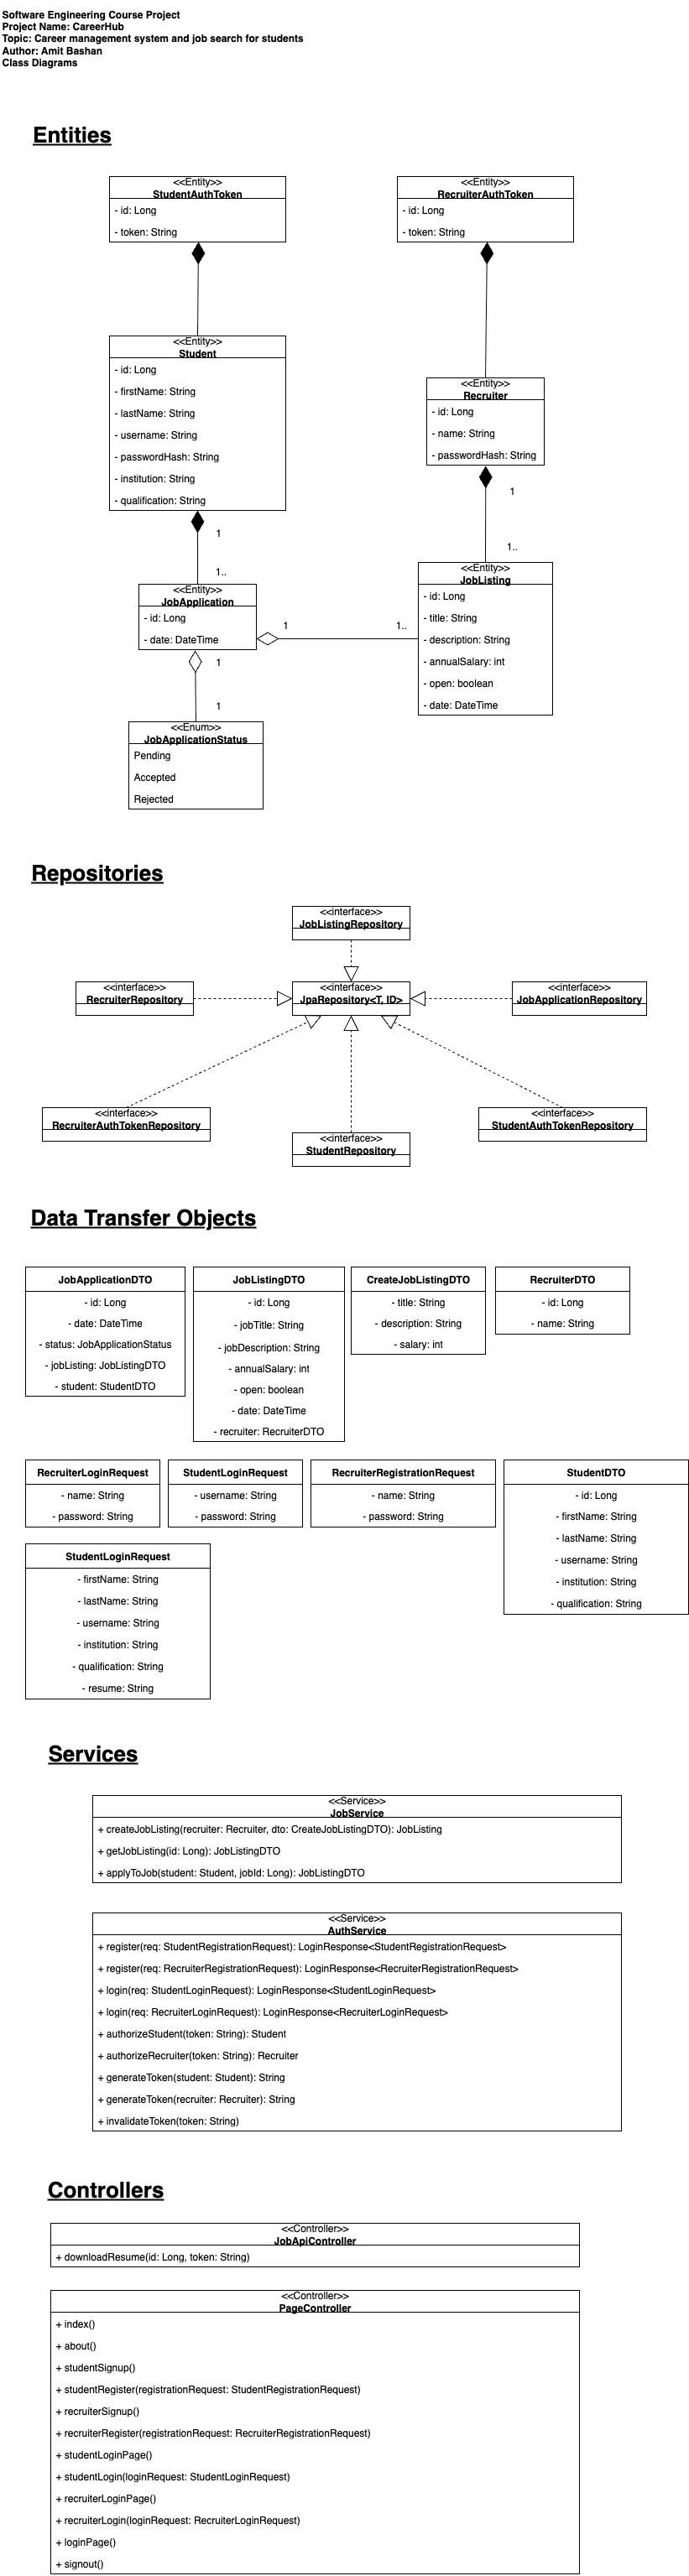 Software Engineering Course Project
Project Name: CareerHub
Topic: Career management system and job search for students
Author: Amit Bashan
Class Diagrams
Entities
<<Entity>>
StudentAuthToken
- id: Long
- token: String
<<Entity>>
RecruiterAuthToken
- id: Long
- token: String
<<Entity>>
Student
- id: Long
- firstName: String
- lastName: String
- username: String
- passwordHash: String
- institution: String
- qualification: String
<<Entity>>
Recruiter
- id: Long
- name: String
- passwordHash: String
1
1..
1
1..
<<Entity>>
JobApplication
- id: Long
- date: DateTime
1
1..
<<Entity>>
JobListing
- id: Long
- title: String
- description: String
- annualSalary: int
- open: boolean
- date: DateTime
1
1
<<Enum>>
JobApplicationStatus
Pending
Accepted
Rejected
Repositories
<<interface>>
JobListingRepository
<<interface>>
RecruiterRepository
<<interface>>
JpaRepository<T, ID>
<<interface>>
JobApplicationRepository
<<interface>>
RecruiterAuthTokenRepository
<<interface>>
StudentRepository
<<interface>>
StudentAuthTokenRepository
Data Transfer Objects
JobApplicationDTO
- id: Long
- date: DateTime
- status: JobApplicationStatus
- jobListing: JobListingDTO
- student: StudentDTO
JobListingDTO
- id: Long
- jobTitle: String
- jobDescription: String
- annualSalary: int
- open: boolean
- date: DateTime
- recruiter: RecruiterDTO
CreateJobListingDTO
- title: String
- description: String
- salary: int
RecruiterDTO
- id: Long
- name: String
RecruiterLoginRequest
- name: String
- password: String
StudentLoginRequest
- username: String
- password: String
RecruiterRegistrationRequest
- name: String
- password: String
StudentDTO
- id: Long
- firstName: String
- lastName: String
- username: String
- institution: String
- qualification: String
StudentLoginRequest
- firstName: String
- lastName: String
- username: String
- institution: String
- qualification: String
- resume: String
Services
<<Service>>
JobService
+ createJobListing(recruiter: Recruiter, dto: CreateJobListingDTO): JobListing
+ getJobListing(id: Long): JobListingDTO
+ applyToJob(student: Student, jobId: Long): JobListingDTO
<<Service>>
AuthService
+ register(req: StudentRegistrationRequest): LoginResponse<StudentRegistrationRequest>
+ register(req: RecruiterRegistrationRequest): LoginResponse<RecruiterRegistrationRequest>
+ login(req: StudentLoginRequest): LoginResponse<StudentLoginRequest>
+ login(req: RecruiterLoginRequest): LoginResponse<RecruiterLoginRequest>
+ authorizeStudent(token: String): Student
+ authorizeRecruiter(token: String): Recruiter
+ generateToken(student: Student): String
+ generateToken(recruiter: Recruiter): String
+ invalidateToken(token: String)
Controllers
<<Controller>>
JobApiController
+ downloadResume(id: Long, token: String)
<<Controller>>
PageController
+ index()
+ about()
+ studentSignup()
+ studentRegister(registrationRequest: StudentRegistrationRequest)
+ recruiterSignup()
+ recruiterRegister(registrationRequest: RecruiterRegistrationRequest)
+ studentLoginPage()
+ studentLogin(loginRequest: StudentLoginRequest)
+ recruiterLoginPage()
+ recruiterLogin(loginRequest: RecruiterLoginRequest)
+ loginPage()
+ signout()